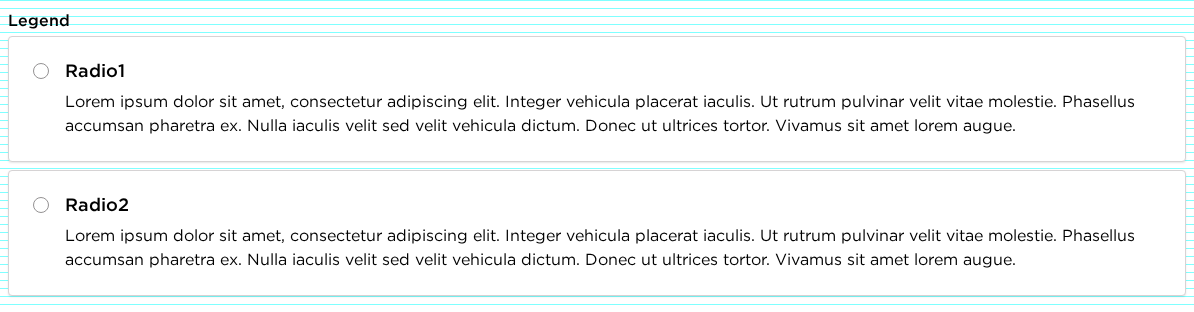 Legend
Radio1
Lorem ipsum dolor sit amet, consectetur adipiscing elit. Integer vehicula placerat iaculis. Ut rutrum pulvinar velit vitae molestie. Phasellus
accumsan pharetra ex. Nulla iaculis velit sed velit vehicula dictum. Donec ut ultrices tortor. Vivamus sit amet lorem augue.
Radio2
Lorem ipsum dolor sit amet, consectetur adipiscing elit. Integer vehicula placerat iaculis. Ut rutrum pulvinar velit vitae molestie. Phasellus
accumsan pharetra ex. Nulla iaculis velit sed velit vehicula dictum. Donec ut ultrices tortor. Vivamus sit amet lorem augue.